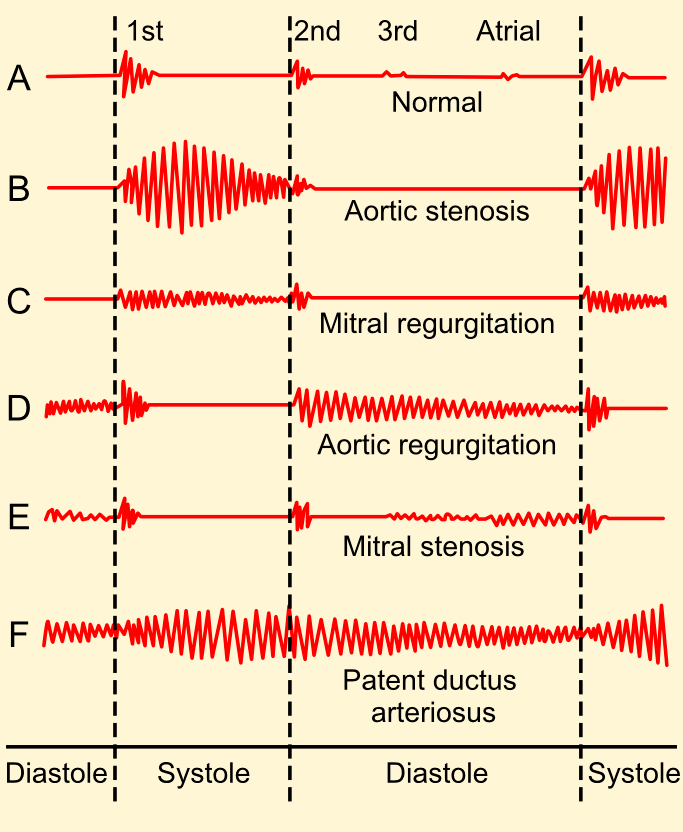 1st 2nd 3rd Atrial
A
Normal
B
Aortic stenosis
C
Mitral regurgitation
D
Aortic regurgitation
E
Mitral stenosis
F
Patent ductus
arteriosus
Diastole Systole Diastole Systole